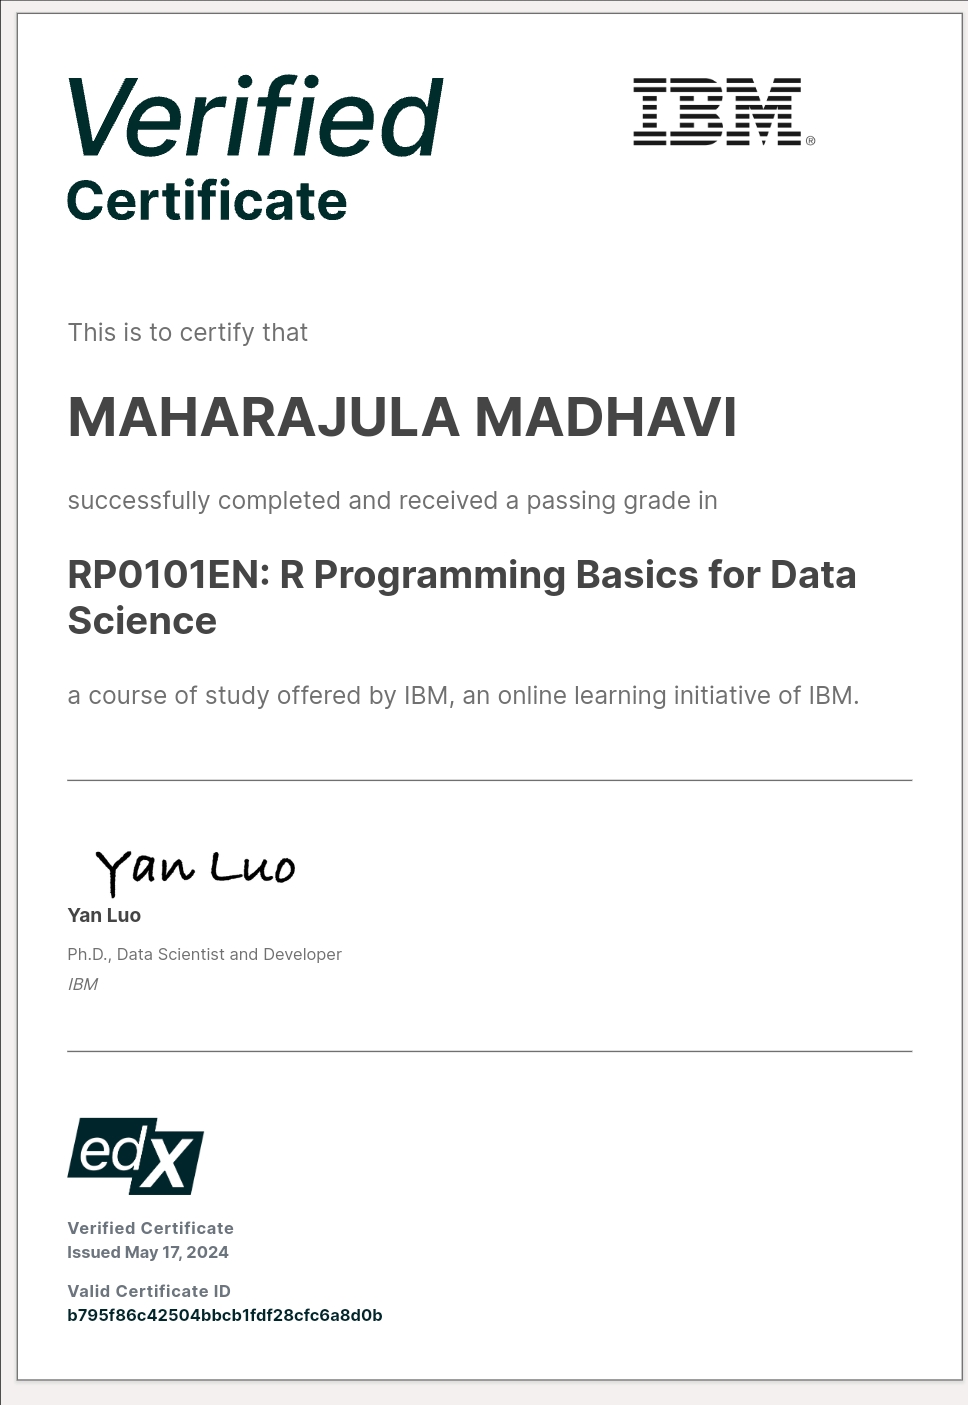 Verified
Certificate
IBM®
This is to certify that
MAHARAJULA MADHAVI
successfully completed and received a passing grade in
RP0101EN: R Programming Basics for Data
Science
a course of study offered by IBM, an online learning initiative of IBM.
Yan Luo
Yan Luo
Ph.D., Data Scientist and Developer
IBM
edX
Verified Certificate
Issued May 17, 2024
Valid Certificate ID
b795f86c42504bbcb1fdf28cfc6a8d0b